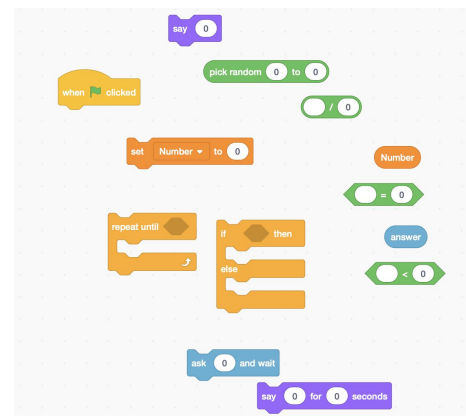 say 0
pick random 0 to 0
when clicked
/ 0
set Number to 0
Number
= 0
repeat until
if then
answer
else
< 0
ask 0 and wait
say 0 for 0 seconds